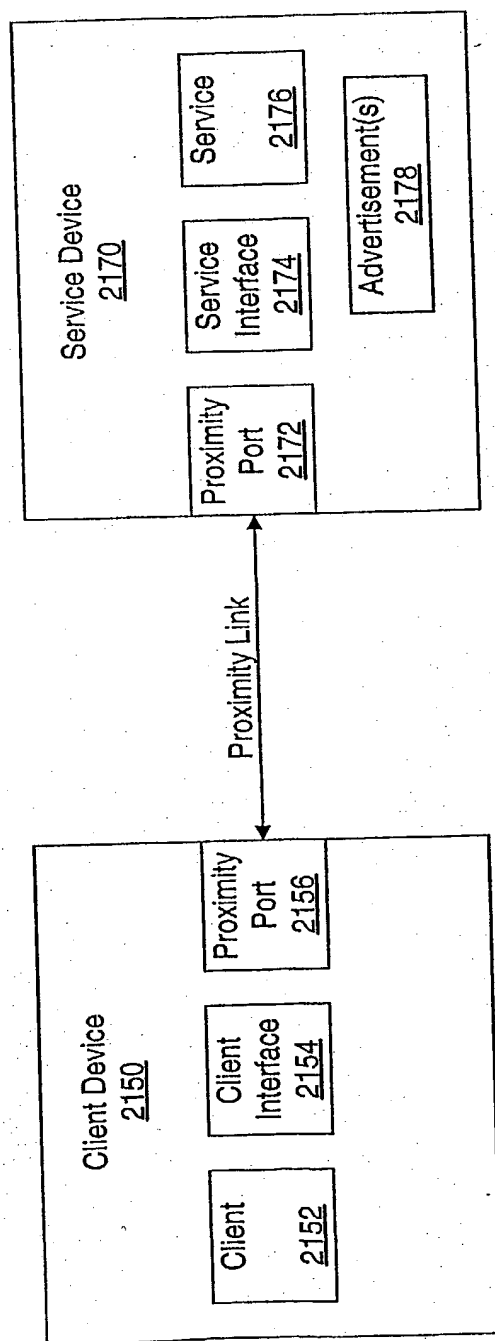 Client Device
2150
Client
2152
Client
Interface
2154
Proximity
Port
2156
Proximity Link
Service Device
2170
Proximity
Port
2172
Service
Interface
2174
Service
2176
Advertisement(s)
2178